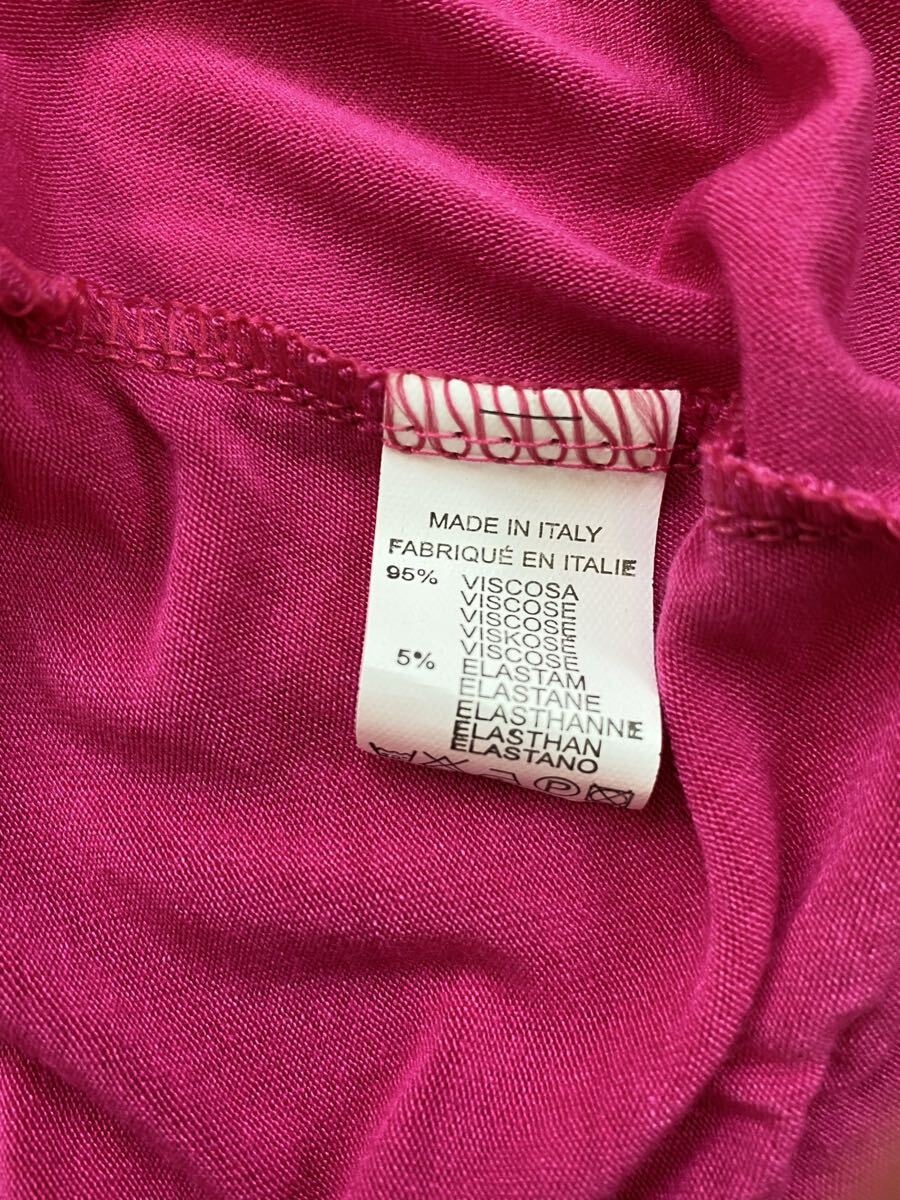 MADE IN ITALY
FABRIQUÉ EN ITALIE
95% VISCOSA
VISCOSE
VISCOSE
VISKOSE
VISCOSE
5% ELASTAM
ELASTANE
ELASTHANNE
ELASTHAN
ELASTANO
P